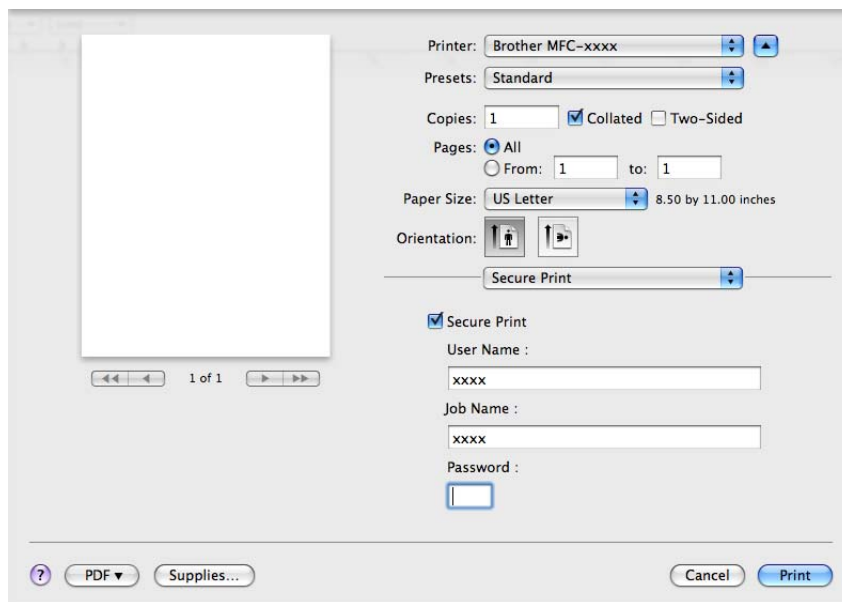 Printer: Brother MFC-xxxx
Presets: Standard
Copies: 1 Collated Two-Sided
Pages: All
From: 1 to: 1
Paper Size: US Letter 8.50 by 11.00 inches
Orientation:
Secure Print
Secure Print
User Name :
xxxx
Job Name :
xxxx
Password :
1 of 1
? PDF▼ Supplies... Cancel Print